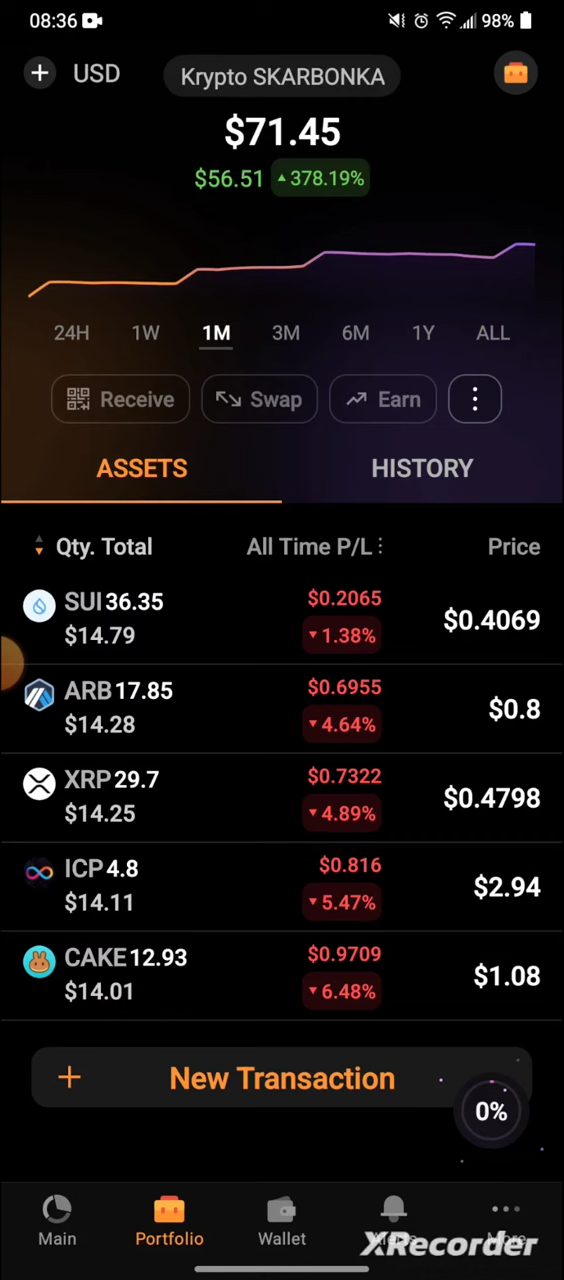 08:36 98%
USD Krypto SKARBONKA
$71.45
$56.51 378.19%
24H 1W 1M 3M 6M 1Y ALL
Receive Swap Earn
ASSETS HISTORY
Qty. Total All Time P/L Price
SUI 36.35 $0.2065 $0.4069
$14.79 1.38%
ARB 17.85 $0.6955 $0.8
$14.28 4.64%
XRP 29.7 $0.7322 $0.4798
$14.25 4.89%
ICP 4.8 $0.816 $2.94
$14.11 5.47%
CAKE 12.93 $0.9709 $1.08
$14.01 6.48%
+ New Transaction
0%
Main Portfolio Wallet
XRecorder